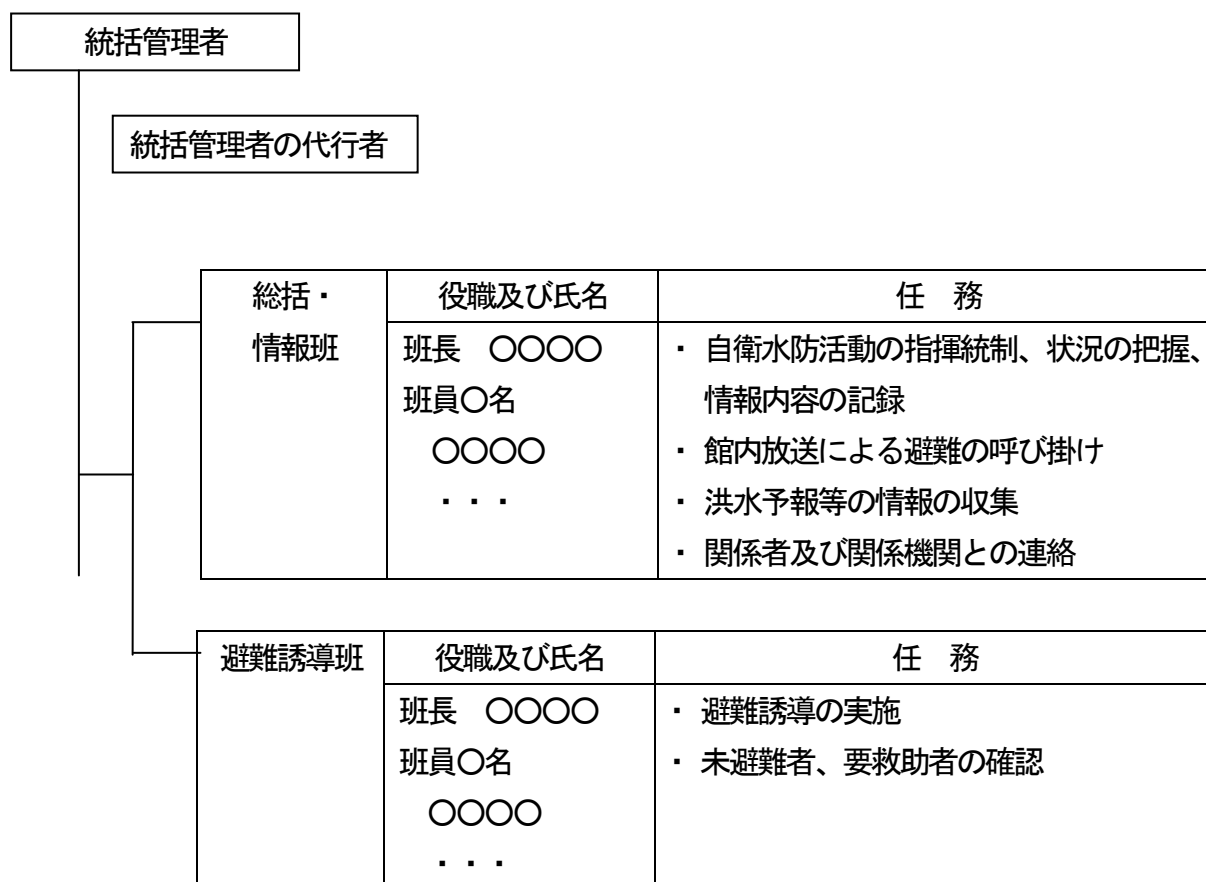 統括管理者
統括管理者の代行者
総括・
情報班
役職及び氏名
任　務
班長　〇〇〇〇
班員〇名
〇〇〇〇
・・・
・ 自衛水防活動の指揮統制、状況の把握、
情報内容の記録
・ 館内放送による避難の呼び掛け
・ 洪水予報等の情報の収集
・ 関係者及び関係機関との連絡
避難誘導班
役職及び氏名
任　務
班長　〇〇〇〇
班員〇名
〇〇〇〇
・・・
・ 避難誘導の実施
・ 未避難者、要救助者の確認